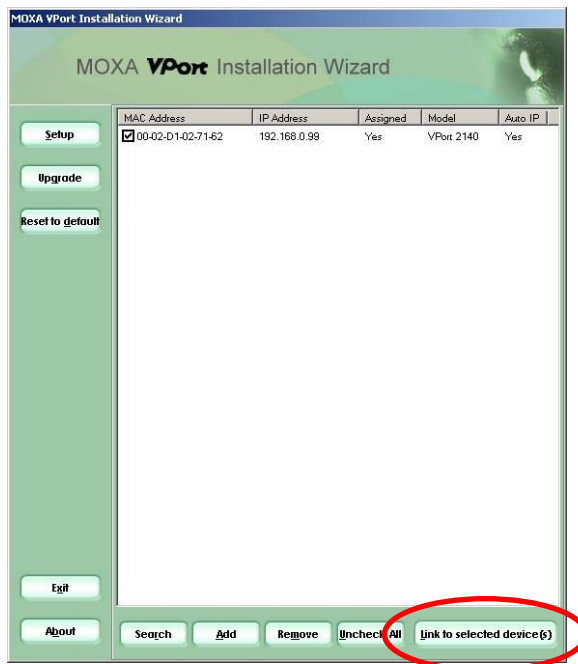 MOXA VPort Installation Wizard
MOXA VPort Installation Wizard
MAC Address IP Address Assigned Model Auto IP
00-02-D1-02-71-62 192.168.0.99 Yes VPort 2140 Yes
Setup
Upgrade
Reset to default
Exit
About
Search Add Remove Uncheck All Link to selected device(s)